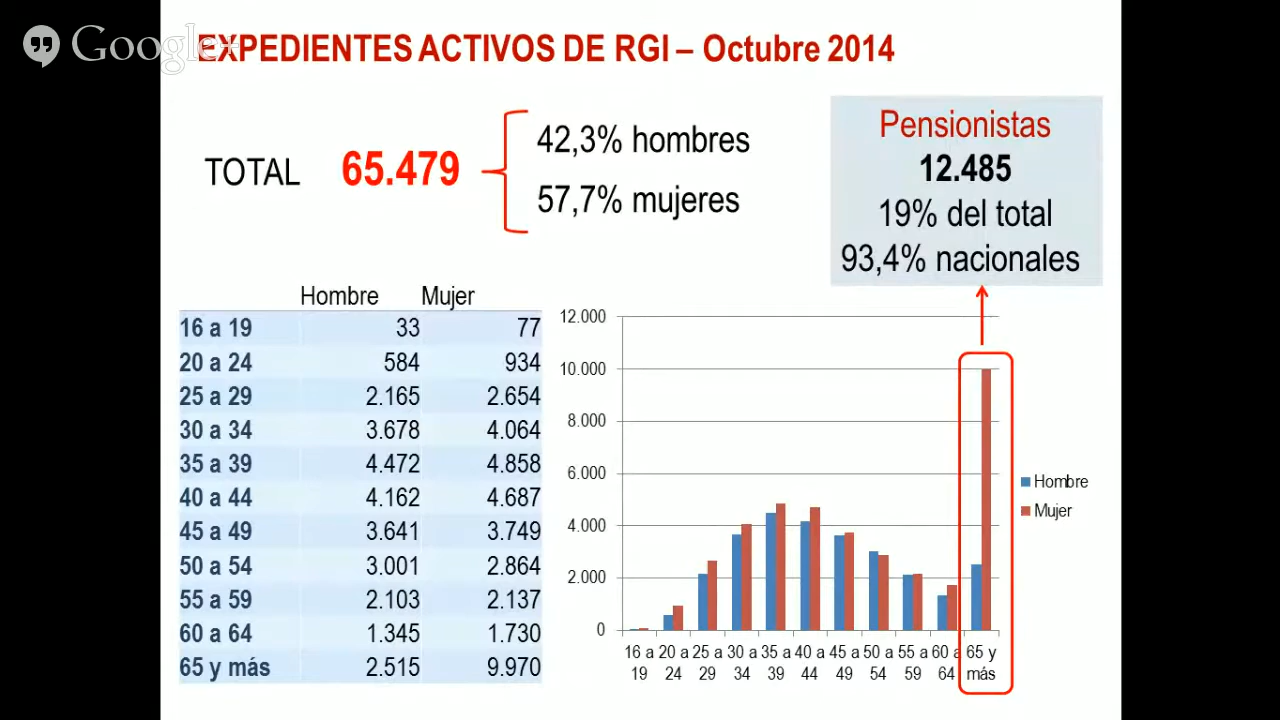 Google+
EXPEDIENTES ACTIVOS DE RGI – Octubre 2014
TOTAL 65.479
42,3% hombres
57,7% mujeres
Pensionistas
12.485
19% del total
93,4% nacionales
Hombre Mujer
16 a 19 33 77
20 a 24 584 934
25 a 29 2.165 2.654
30 a 34 3.678 4.064
35 a 39 4.472 4.858
40 a 44 4.162 4.687
45 a 49 3.641 3.749
50 a 54 3.001 2.864
55 a 59 2.103 2.137
60 a 64 1.345 1.730
65 y más 2.515 9.970
12.000
10.000
8.000
6.000
4.000
2.000
0
16 a 20 a 25 a 30 a 35 a 40 a 45 a 50 a 55 a 60 a 65 y
19 24 29 34 39 44 49 54 59 64 más
Hombre
Mujer